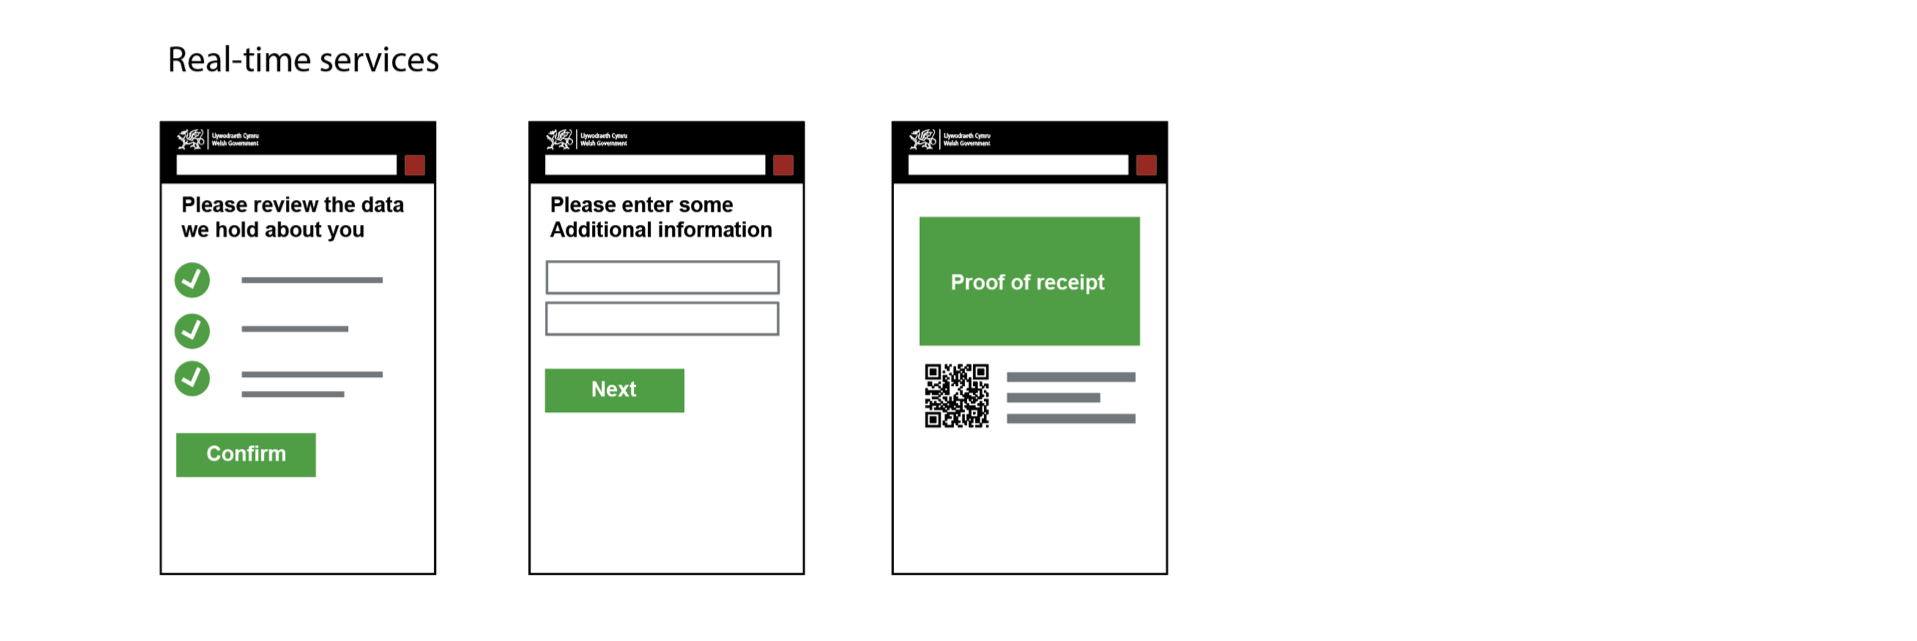 Real-time services
Llywodraeth Cymru
Welsh Government
Please review the data
we hold about you
Confirm
Llywodraeth Cymru
Welsh Government
Please enter some
Additional information
Next
Llywodraeth Cymru
Welsh Government
Proof of receipt